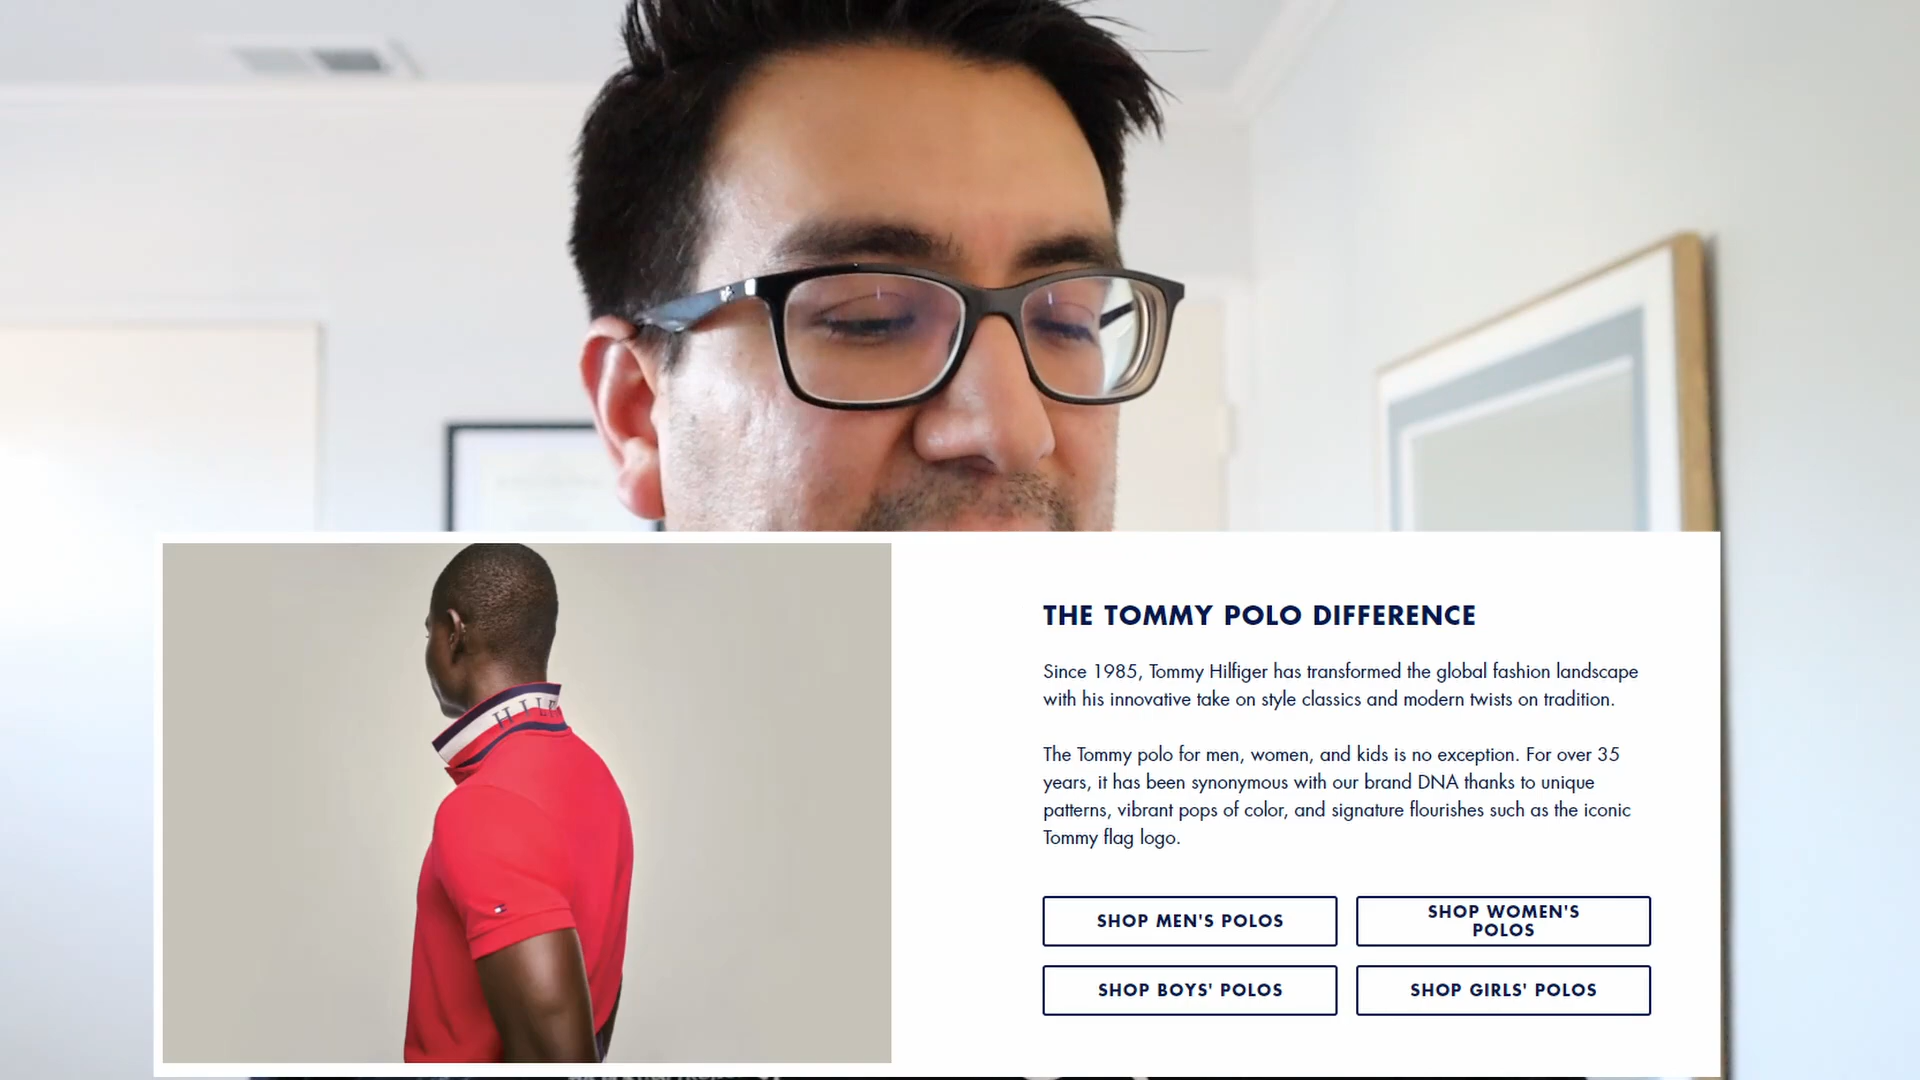 HILF
THE TOMMY POLO DIFFERENCE
Since 1985, Tommy Hilfiger has transformed the global fashion landscape
with his innovative take on style classics and modern twists on tradition.
The Tommy polo for men, women, and kids is no exception. For over 35
years, it has been synonymous with our brand DNA thanks to unique
patterns, vibrant pops of color, and signature flourishes such as the iconic
Tommy flag logo.
SHOP MEN'S POLOS
SHOP WOMEN'S
POLOS
SHOP BOYS' POLOS
SHOP GIRLS' POLOS